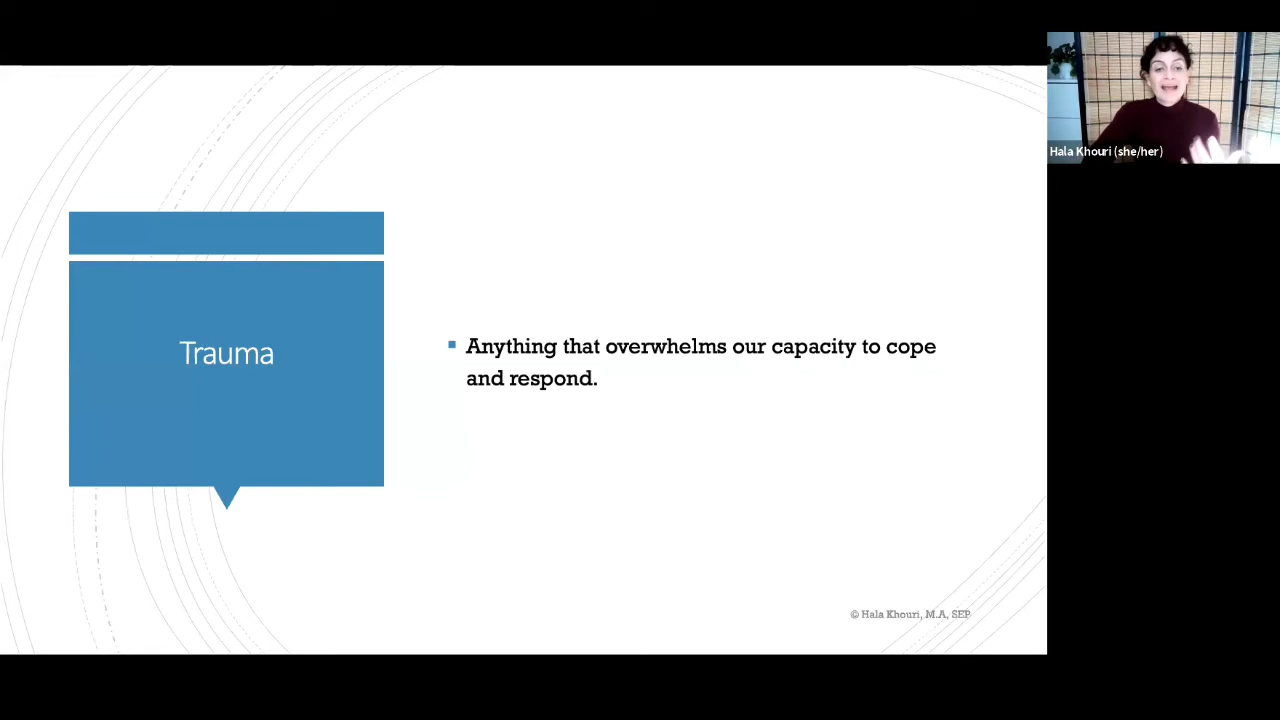 Hala Khouri (she/her)
Trauma
Anything that overwhelms our capacity to cope
and respond.
© Hala Khouri, M.A, SEP